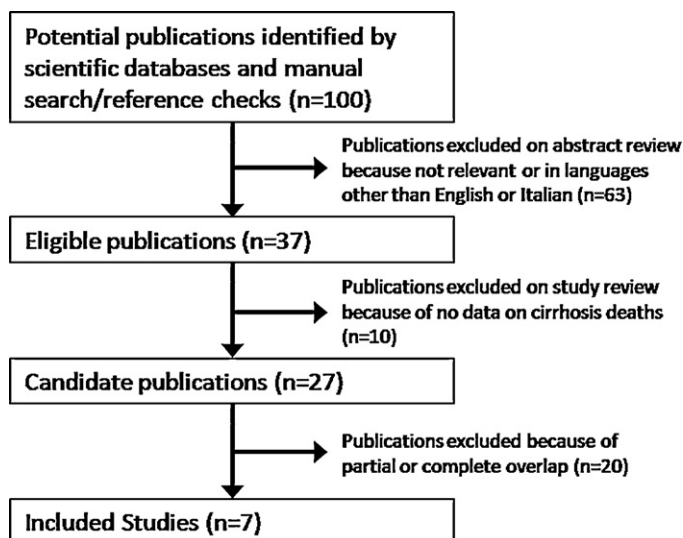 Potential publications identified by
scientific databases and manual
search/reference checks (n=100)
Publications excluded on abstract review
because not relevant or in languages
other than English or Italian (n=63)
Eligible publications (n=37)
Publications excluded on study review
because of no data on cirrhosis deaths
(n=10)
Candidate publications (n=27)
Publications excluded because of
partial or complete overlap (n=20)
Included Studies (n=7)